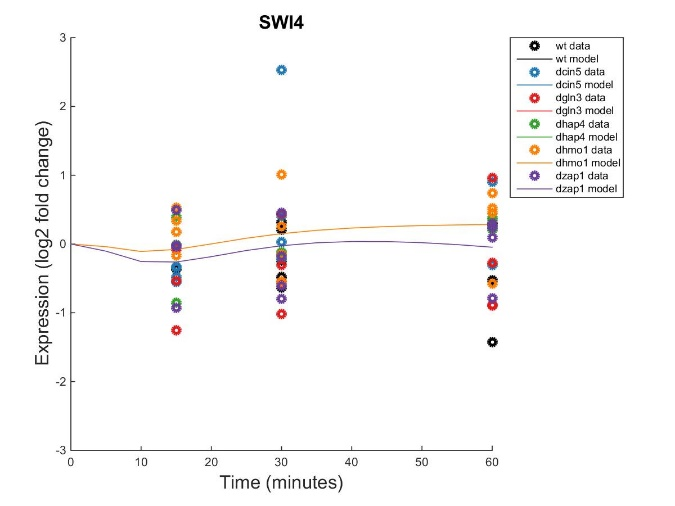 SWI4
3
2
1
0
-1
-2
-3
Expression (log2 fold change)
0 10 20 30 40 50 60
Time (minutes)
wt data
wt model
dcin5 data
dcin5 model
dgln3 data
dgln3 model
dhap4 data
dhap4 model
dhmo1 data
dhmo1 model
dzap1 data
dzap1 model